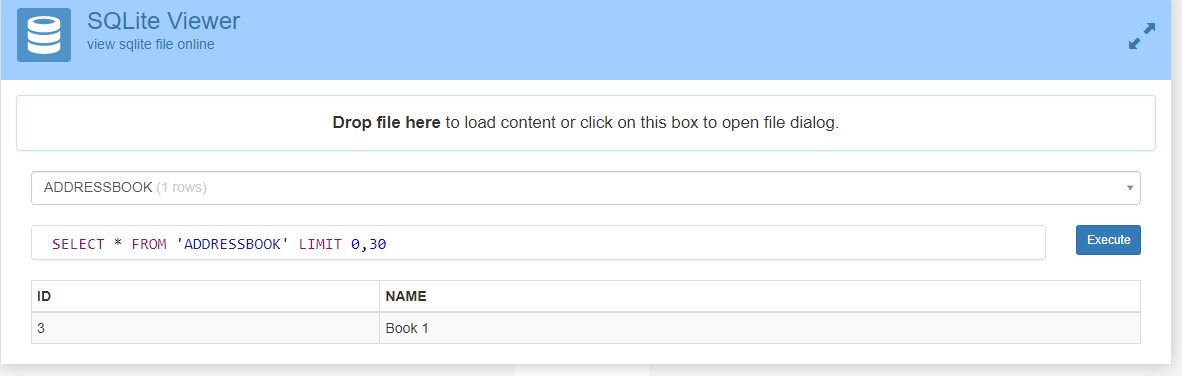 SQLite Viewer
view sqlite file online
Drop file here to load content or click on this box to open file dialog.
ADDRESSBOOK (1 rows)
SELECT * FROM 'ADDRESSBOOK' LIMIT 0,30
Execute
ID NAME
3 Book 1